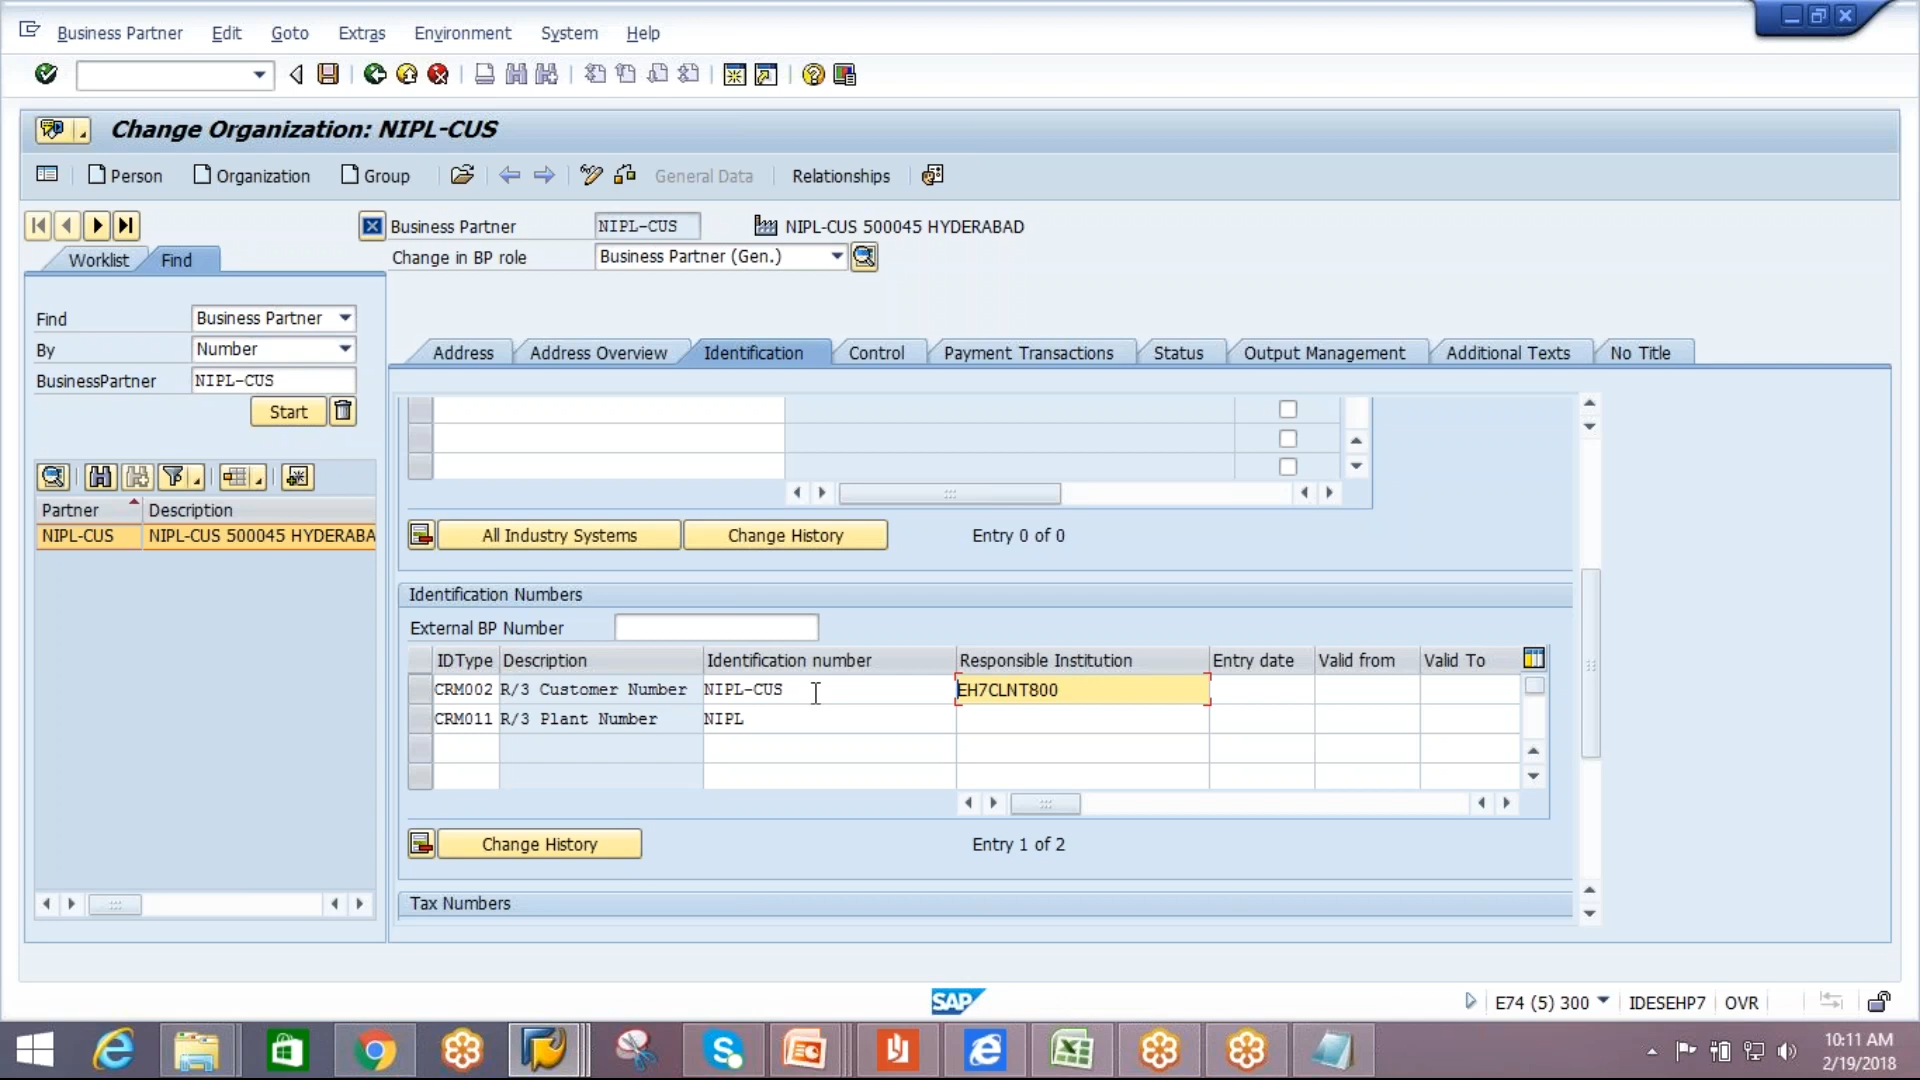 Business Partner Edit Goto Extras Environment System Help
Change Organization: NIPL-CUS
Person Organization Group General Data Relationships
Business Partner NIPL-CUS NIPL-CUS 500045 HYDERABAD
Change in BP role Business Partner (Gen.)
Worklist Find
Find Business Partner
By Number
BusinessPartner NIPL-CUS
Start
Partner Description
NIPL-CUS NIPL-CUS 500045 HYDERABA
Address Address Overview Identification Control Payment Transactions Status Output Management Additional Texts No Title
All Industry Systems Change History Entry 0 of 0
Identification Numbers
External BP Number
IDType Description Identification number Responsible Institution Entry date Valid from Valid To
CRM002 R/3 Customer Number NIPL-CUS EH7CLNT800
CRM011 R/3 Plant Number NIPL
Change History Entry 1 of 2
Tax Numbers
SAP E74 (5) 300 IDESEHP7 OVR
10:11 AM
2/19/2018